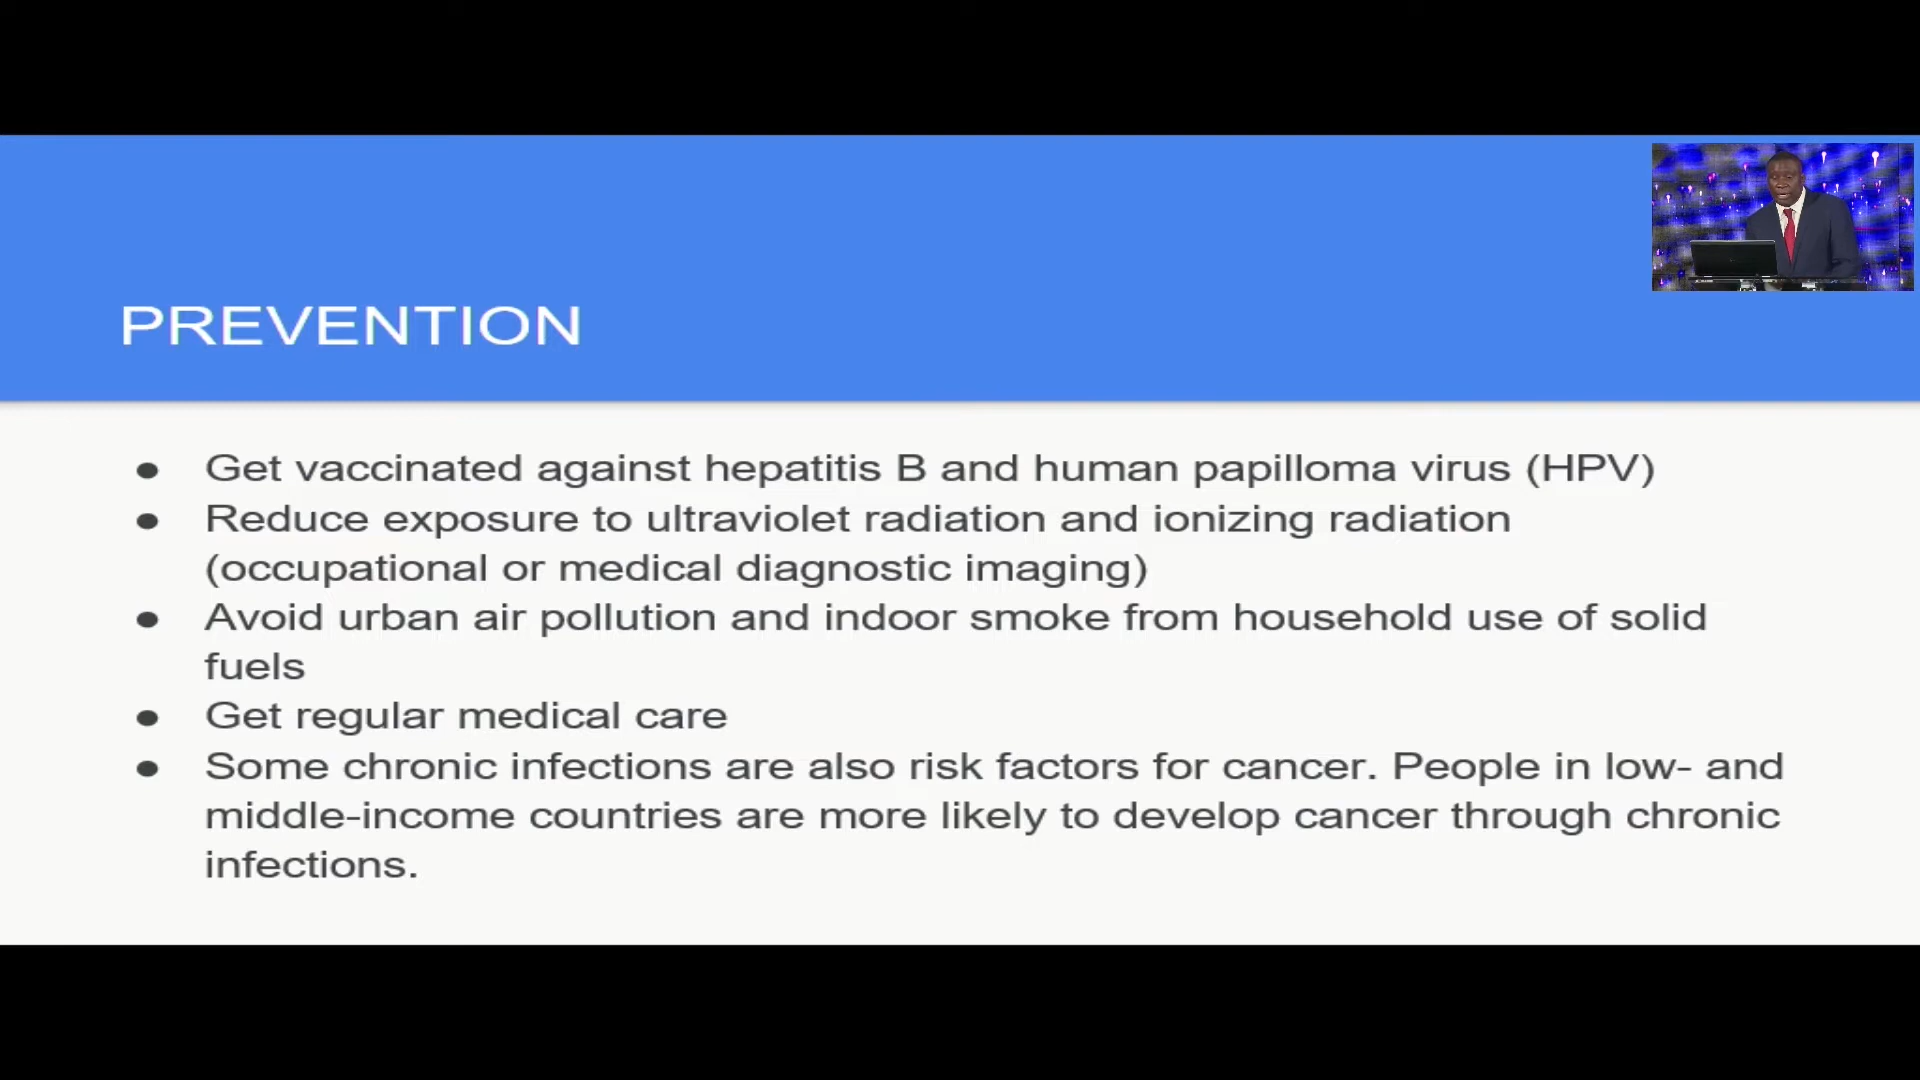 PREVENTION
● Get vaccinated against hepatitis B and human papilloma virus (HPV)
● Reduce exposure to ultraviolet radiation and ionizing radiation
(occupational or medical diagnostic imaging)
● Avoid urban air pollution and indoor smoke from household use of solid
fuels
● Get regular medical care
● Some chronic infections are also risk factors for cancer. People in low- and
middle-income countries are more likely to develop cancer through chronic
infections.